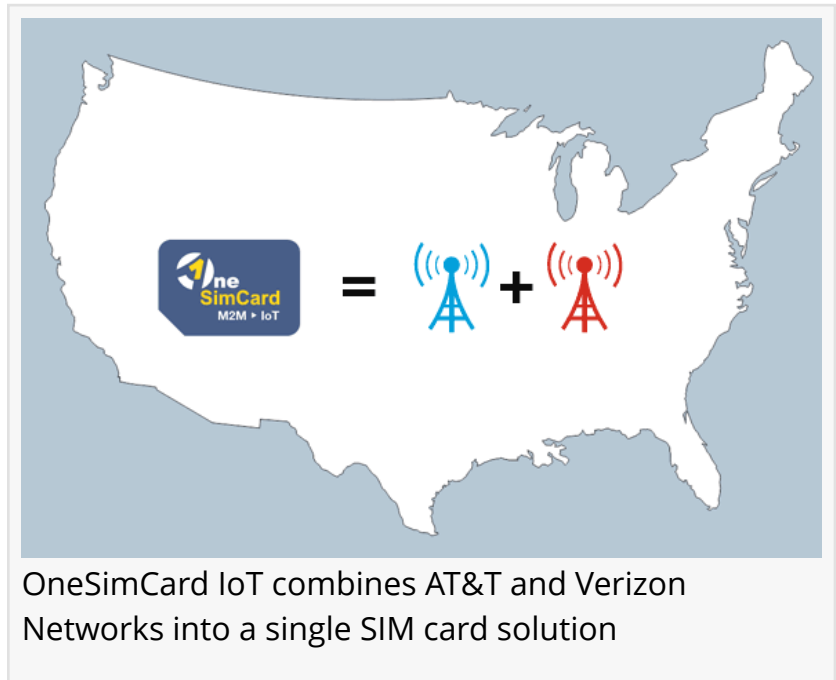 One
SimCard
M2M ▸ IoT
= +
OneSimCard IoT combines AT&T and Verizon
Networks into a single SIM card solution